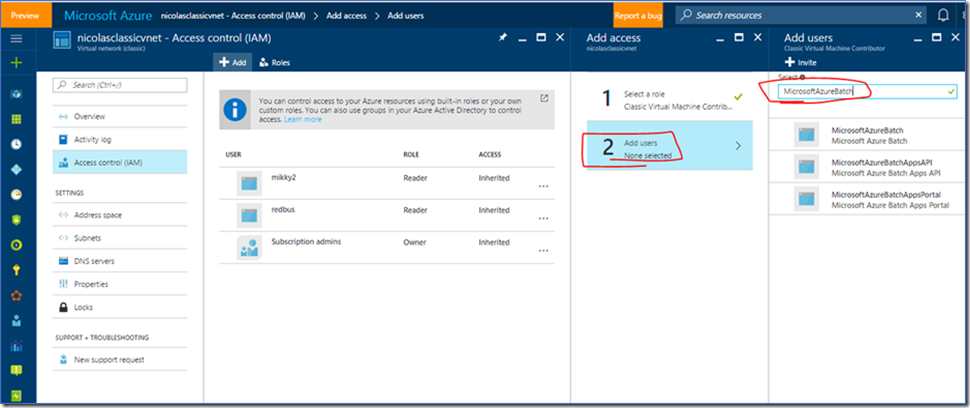 Preview
Microsoft Azure nicolasclassicvnet - Access control (IAM) > Add access > Add users
Report a bug
Search resources
nicolasclassicvnet - Access control (IAM)
Virtual network (classic)
Search (Ctrl+/)
Overview
Activity log
Access control (IAM)
SETTINGS
Address space
Subnets
DNS servers
Properties
Locks
SUPPORT + TROUBLESHOOTING
New support request
Add Roles
You can control access to your Azure resources using built-in roles or your own
custom roles. You can also use groups in your Azure Active Directory to control
access. Learn more
USER ROLE ACCESS
mikky2 Reader Inherited ...
redbus Reader Inherited ...
Subscription admins Owner Inherited ...
Add access
nicolasclassicvnet
1 Select a role
Classic Virtual Machine Contrib...
2 Add users
None selected
Add users
Classic Virtual Machine Contributor
Invite
Select
MicrosoftAzureBatch
MicrosoftAzureBatch
Microsoft Azure Batch
MicrosoftAzureBatchAppsAPI
Microsoft Azure Batch Apps API
MicrosoftAzureBatchAppsPortal
Microsoft Azure Batch Apps Portal